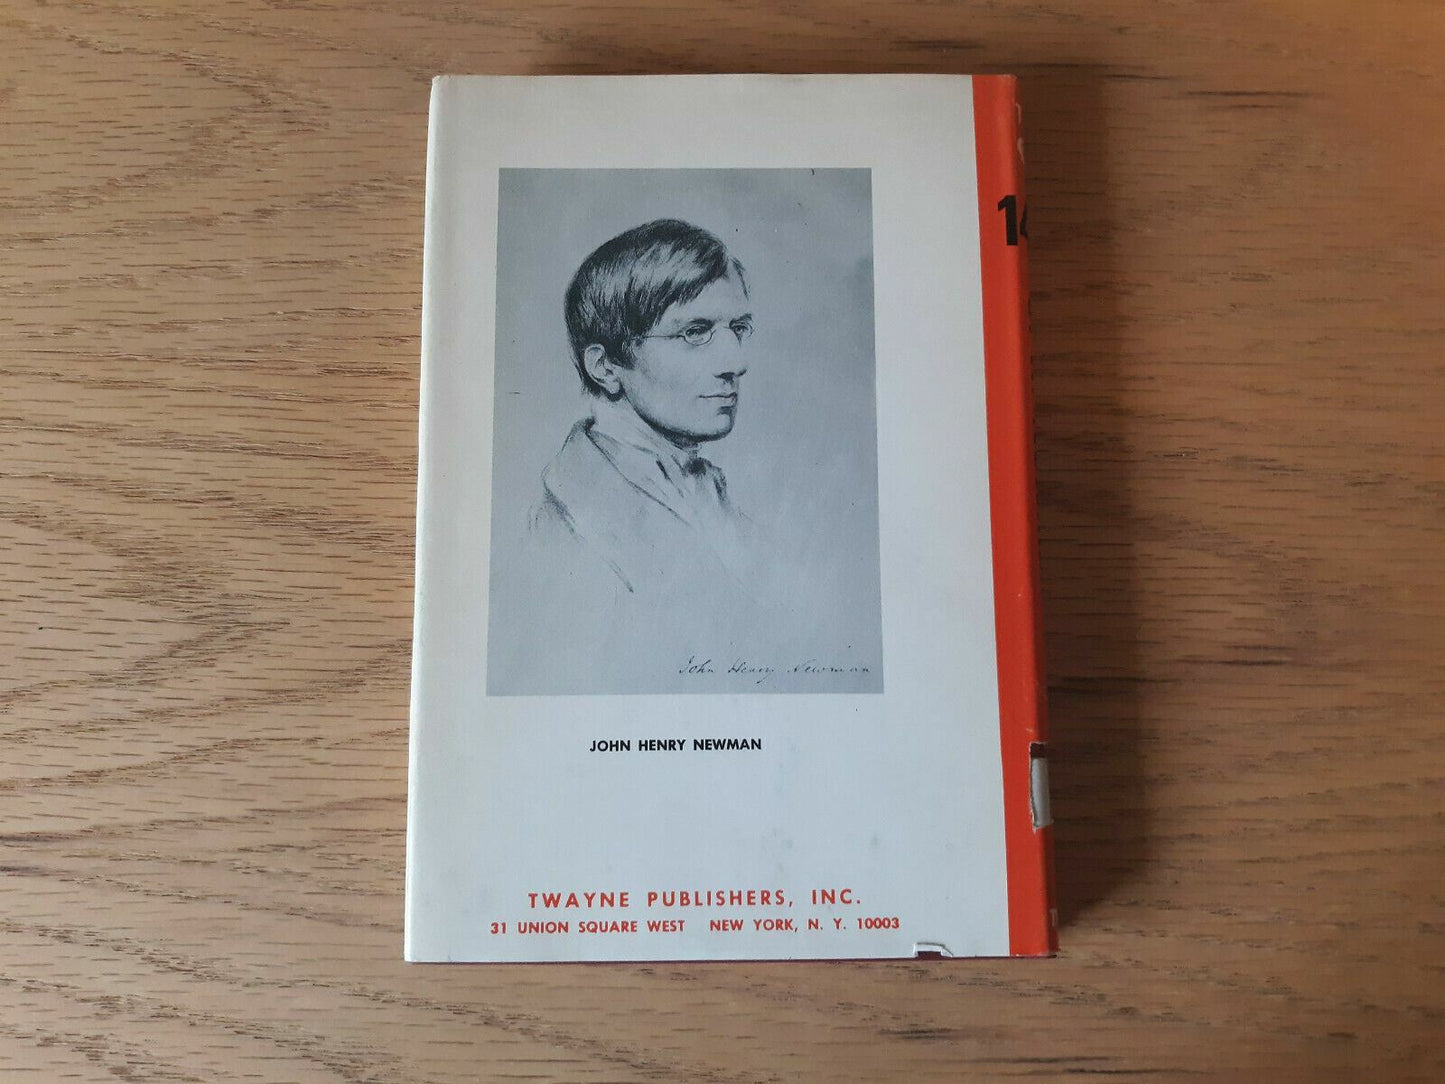 John Henry Newman
JOHN HENRY NEWMAN
TWAYNE PUBLISHERS, INC.
31 UNION SQUARE WEST NEW YORK, N. Y. 10003